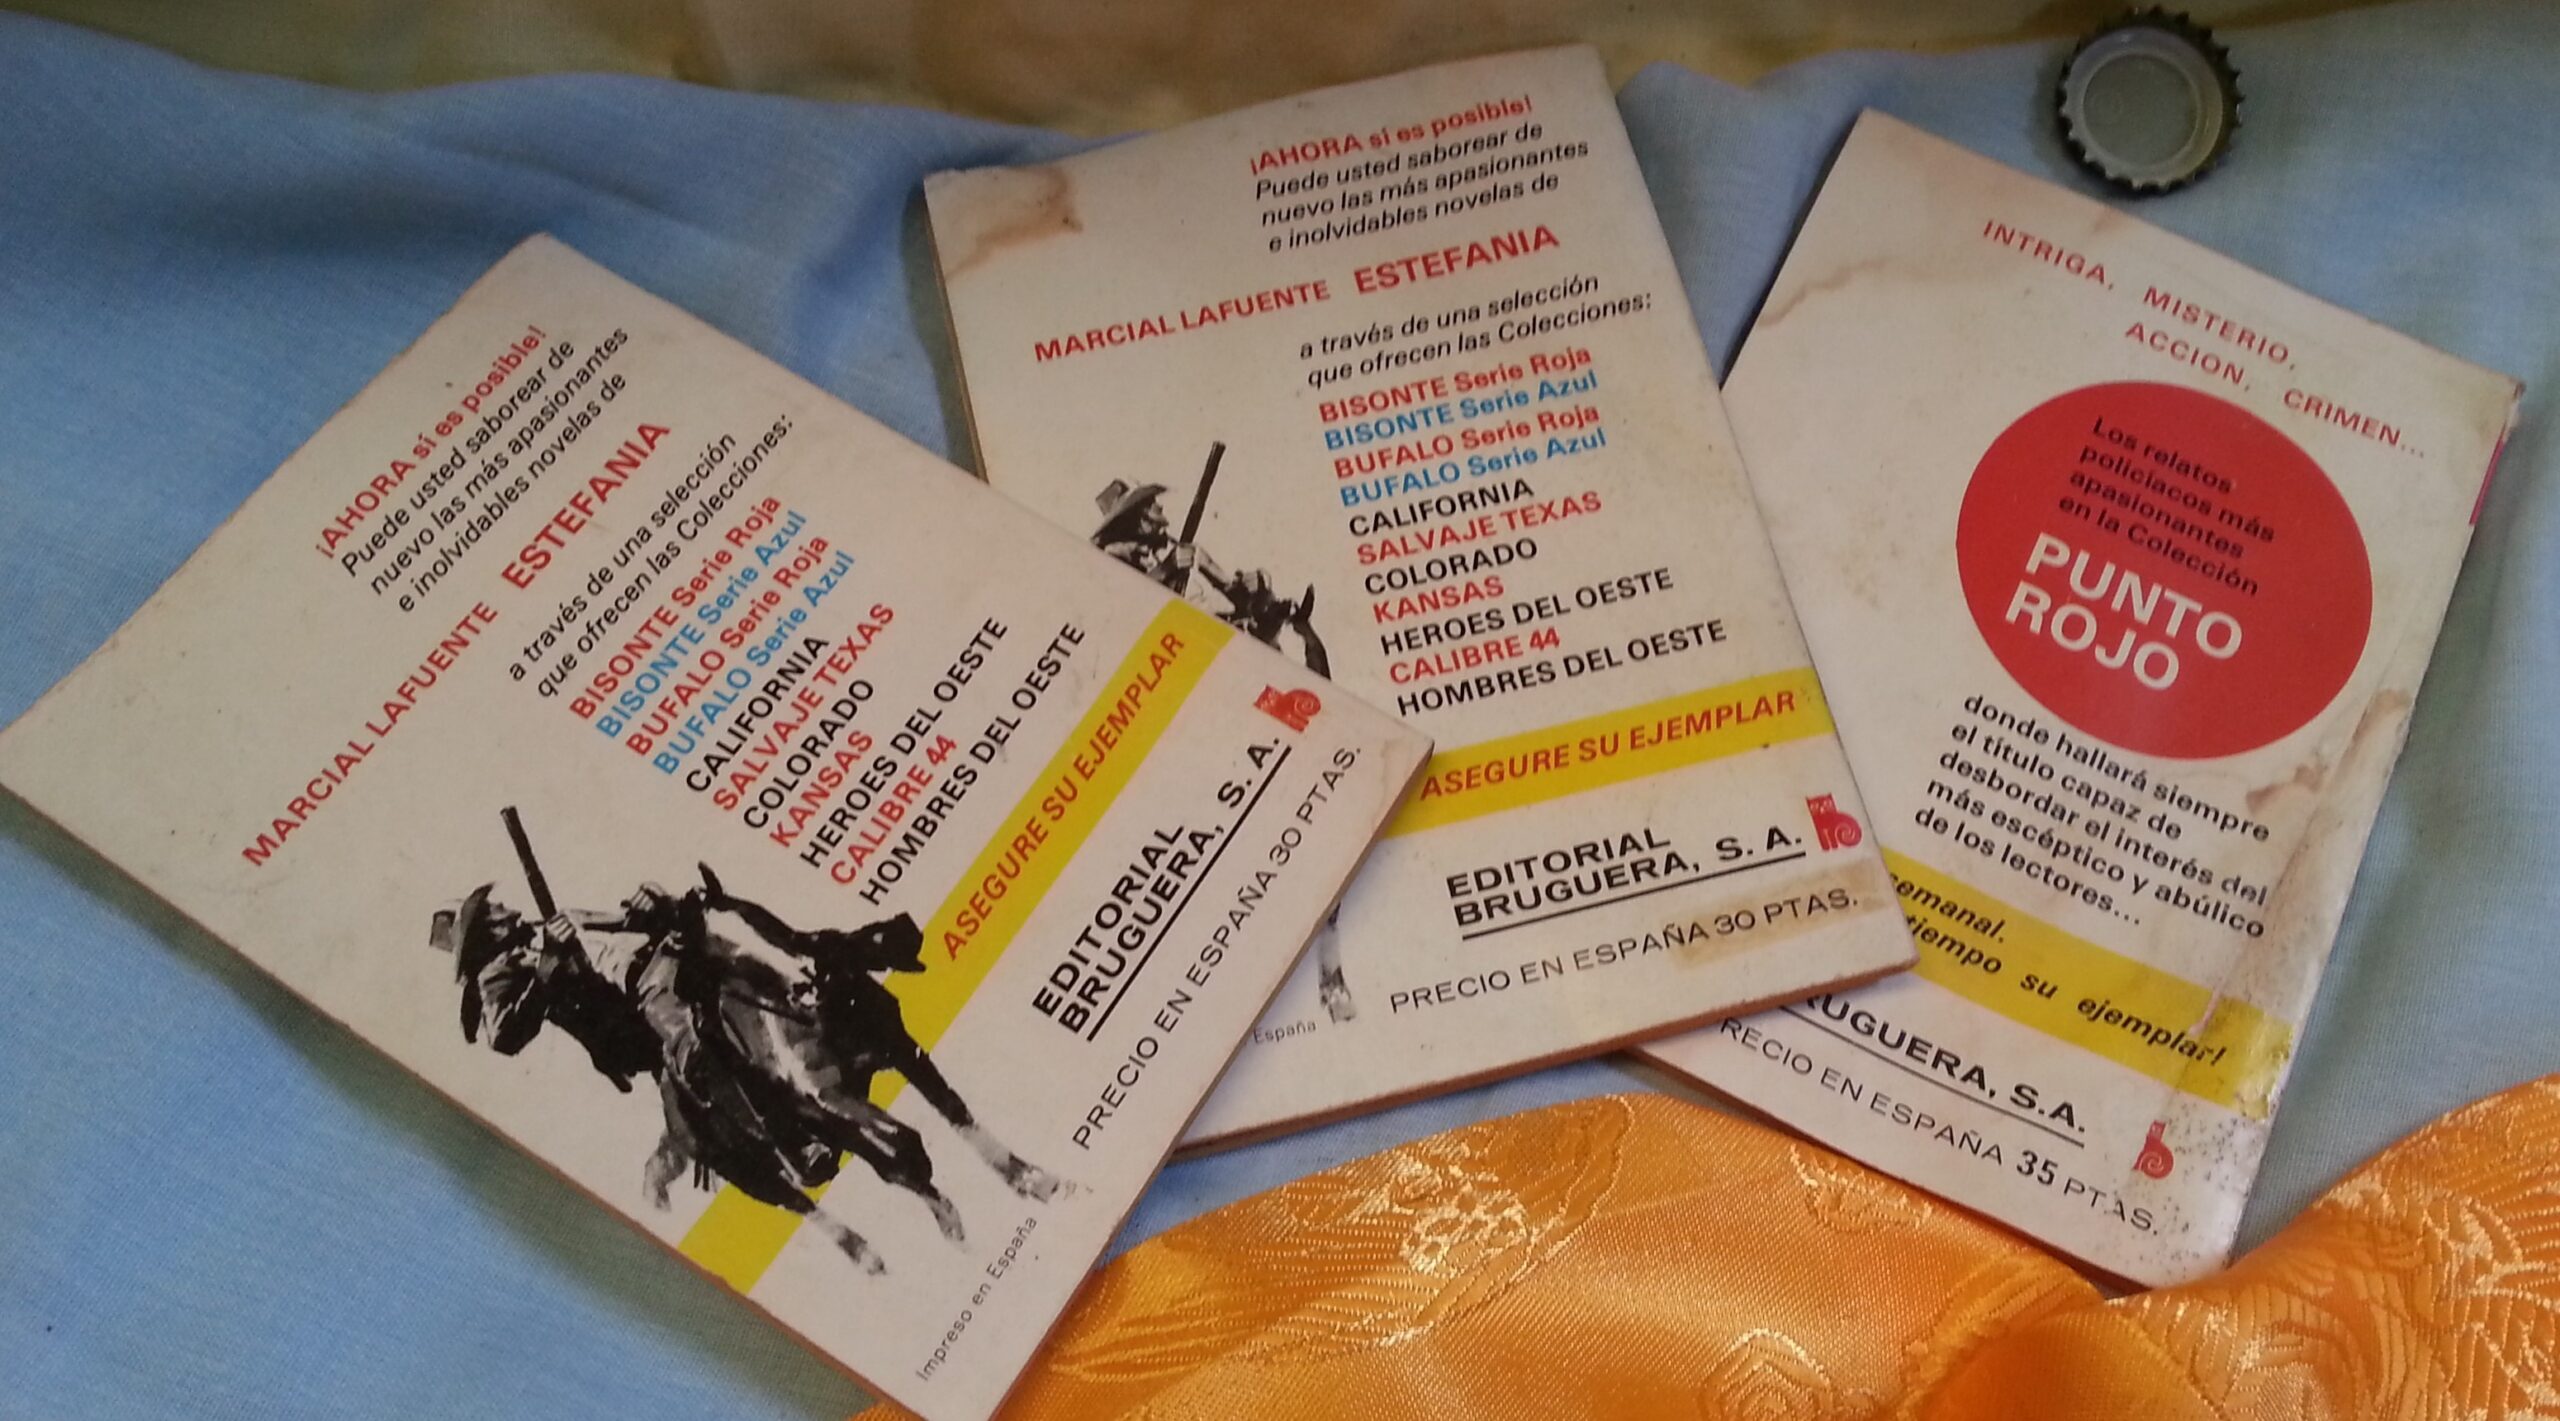 ¡AHORA sí es posible!
Puede usted saborear de
nuevo las más apasionantes
e inolvidables novelas de
MARCIAL LAFUENTE ESTEFANIA
a través de una selección
que ofrecen las Colecciones:
BISONTE Serie Roja
BISONTE Serie Azul
BUFALO Serie Roja
BUFALO Serie Azul
CALIFORNIA
SALVAJE TEXAS
COLORADO
KANSAS
HEROES DEL OESTE
CALIBRE 44
HOMBRES DEL OESTE
ASEGURE SU EJEMPLAR
EDITORIAL
BRUGUERA, S. A.
PRECIO EN ESPAÑA 30 PTAS.
Impreso en España
¡AHORA sí es posible!
Puede usted saborear de
nuevo las más apasionantes
e inolvidables novelas de
MARCIAL LAFUENTE ESTEFANIA
a través de una selección
que ofrecen las Colecciones:
BISONTE Serie Roja
BISONTE Serie Azul
BUFALO Serie Roja
BUFALO Serie Azul
CALIFORNIA
SALVAJE TEXAS
COLORADO
KANSAS
HEROES DEL OESTE
CALIBRE 44
HOMBRES DEL OESTE
ASEGURE SU EJEMPLAR
EDITORIAL
BRUGUERA, S. A.
PRECIO EN ESPAÑA 30 PTAS.
España
INTRIGA, MISTERIO,
ACCION, CRIMEN...
Los relatos
policíacos más
apasionantes
en la Colección
PUNTO
ROJO
donde hallará siempre
el título capaz de
desbordar el interés del
más escéptico y abúlico
de los lectores...
semanal.
tiempo su ejemplar!
RUGUERA, S.A.
RECIO EN ESPAÑA 35 PTAS.